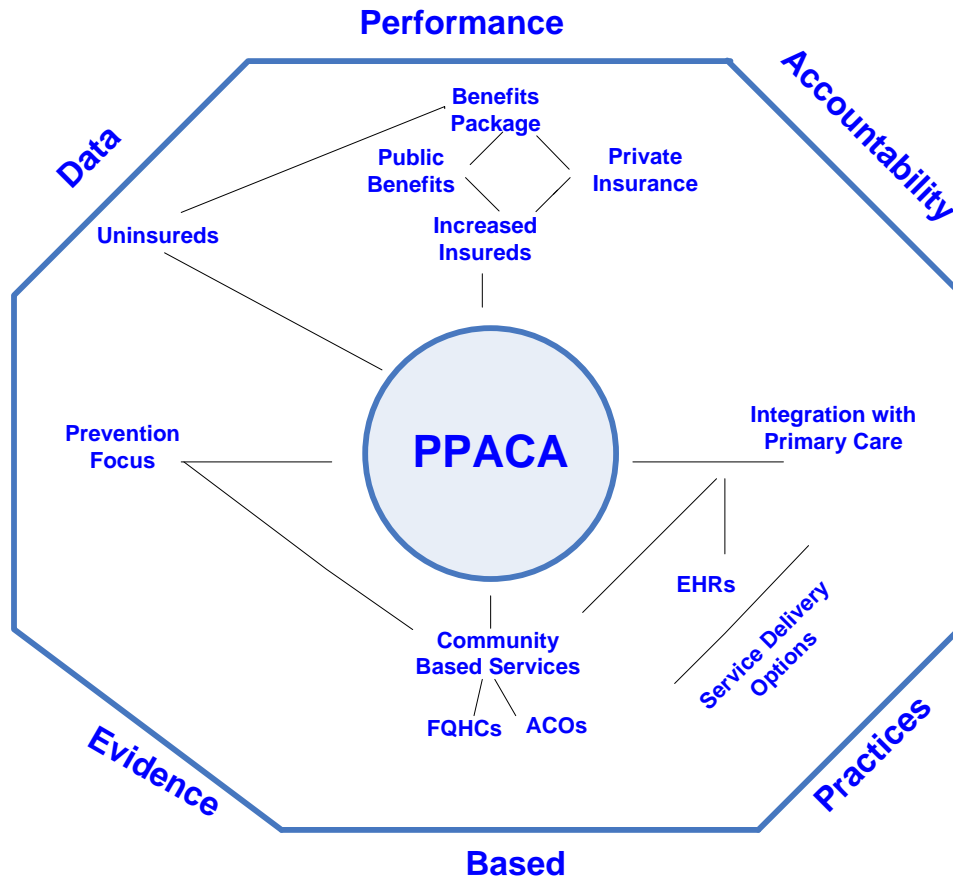 Performance
Accountability
Data
Benefits
Package
Public
Benefits
Private
Insurance
Uninsureds
Increased
Insureds
Prevention
Focus
PPACA
Integration with
Primary Care
EHRs
Service Delivery
Options
Community
Based Services
FQHCs
ACOs
Evidence
Based
Practices